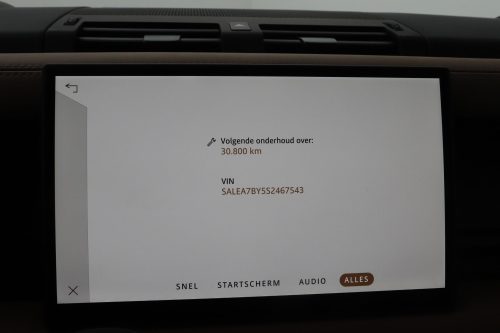 Volgende onderhoud over:
30.800 km
VIN
SALEA7BY5S2467543
SNEL STARTSCHERM AUDIO ALLES